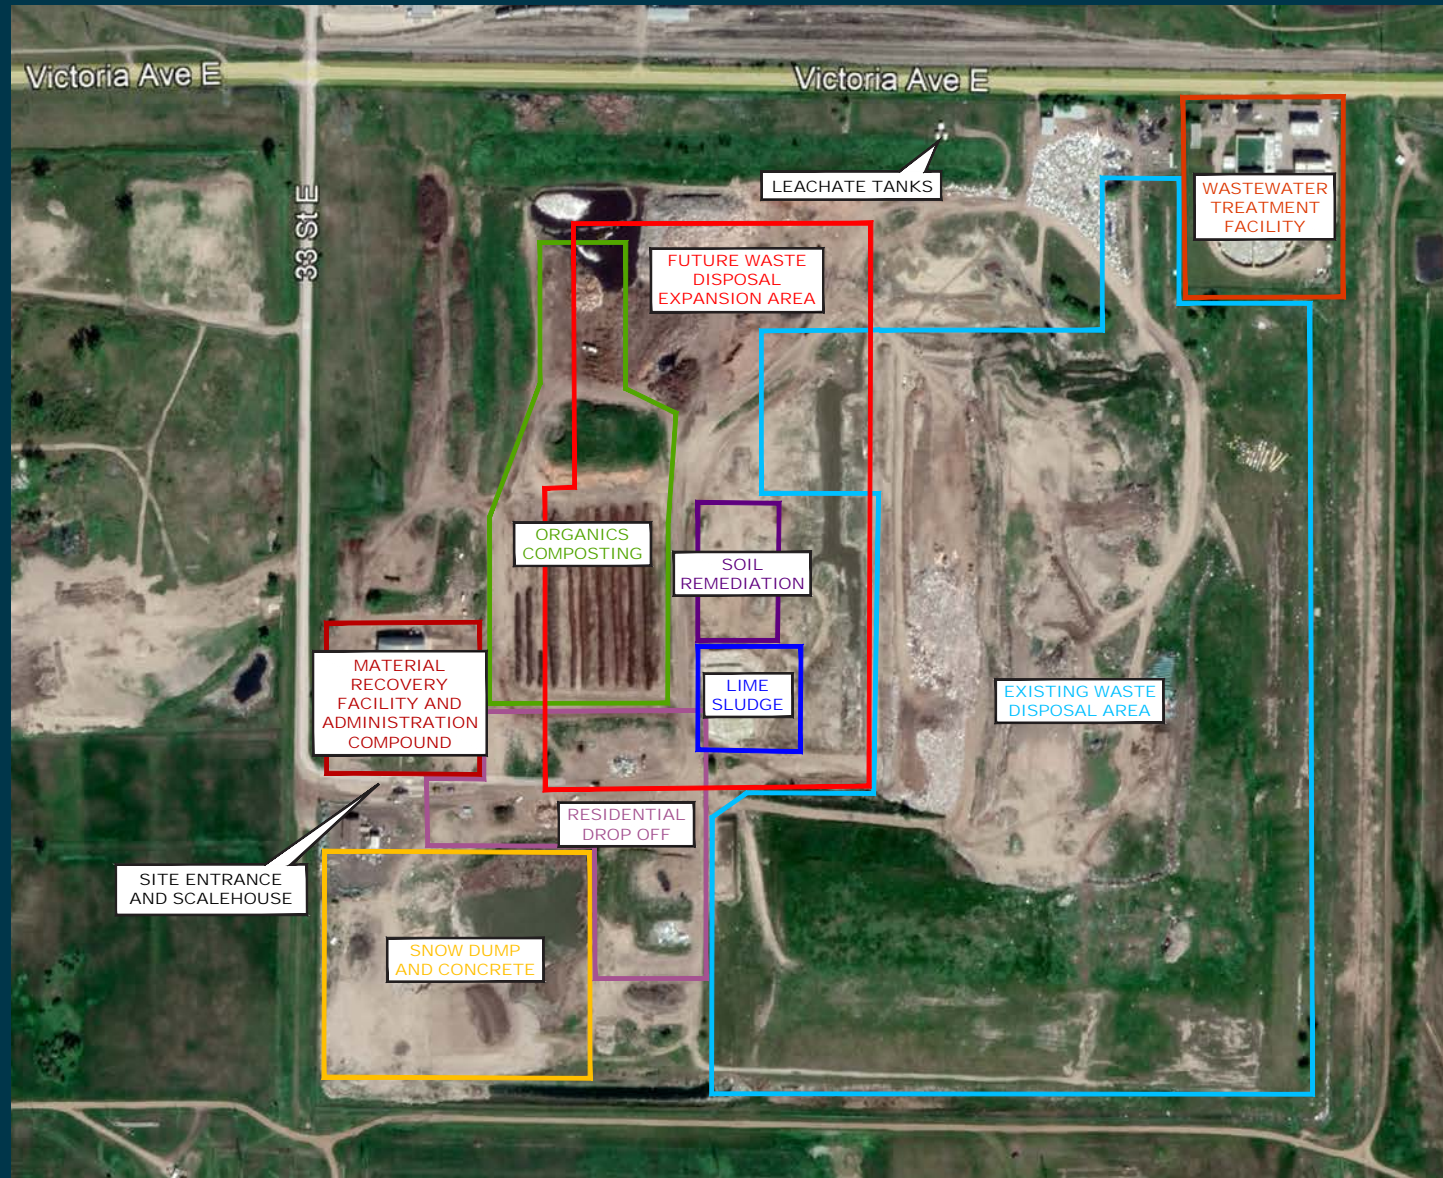 Victoria Ave E
Victoria Ave E
33 St E
LEACHATE TANKS
WASTEWATER
TREATMENT
FACILITY
FUTURE WASTE
DISPOSAL
EXPANSION AREA
ORGANICS
COMPOSTING
SOIL
REMEDIATION
MATERIAL
RECOVERY
FACILITY AND
ADMINISTRATION
COMPOUND
LIME
SLUDGE
EXISTING WASTE
DISPOSAL AREA
RESIDENTIAL
DROP OFF
SITE ENTRANCE
AND SCALEHOUSE
SNOW DUMP
AND CONCRETE